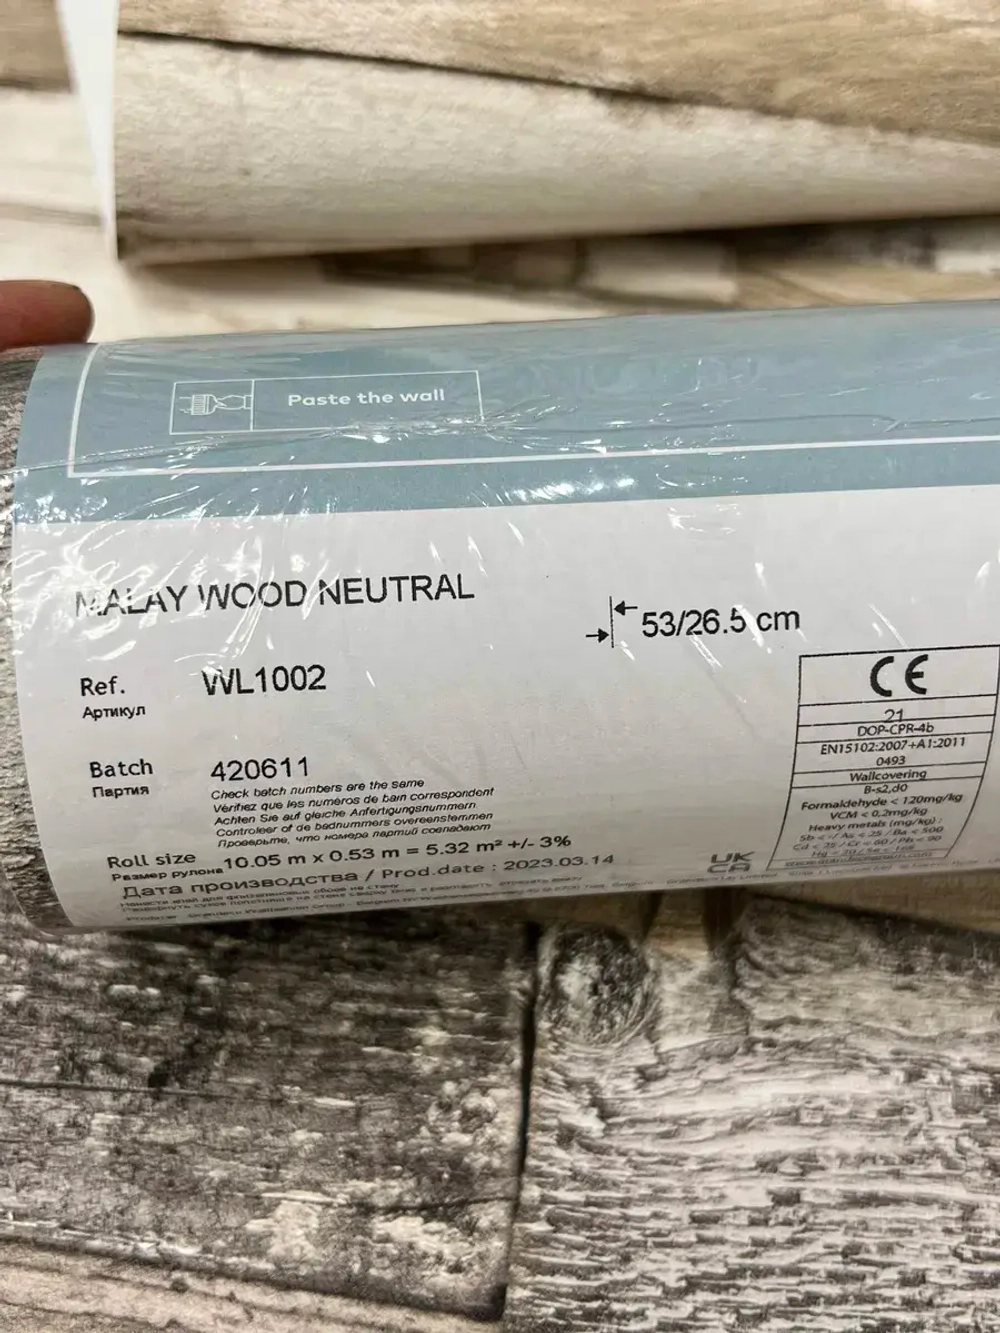 Paste the wall
MALAY WOOD NEUTRAL
53/26.5 cm
Ref. WL1002
Артикул
Batch 420611
Партия
Check batch numbers are the same
Vérifiez que les numéros de bain correspondent
Achten Sie auf gleiche Anfertigungsnummern
Controleer of de badnummers overeenstemmen
Проверьте, что номера партий совпадают
Roll size 10.05 m x 0.53 m = 5.32 m² +/- 3%
Размер рулона
Дата производства / Prod.date : 2023.03.14
CE
21
DOP-CPR-4b
EN15102:2007+A1:2011
0493
Wallcovering
B-s2,d0
Formaldehyde < 120mg/kg
VCM < 0,2mg/kg
Heavy metals (mg/kg) :
UK
CA